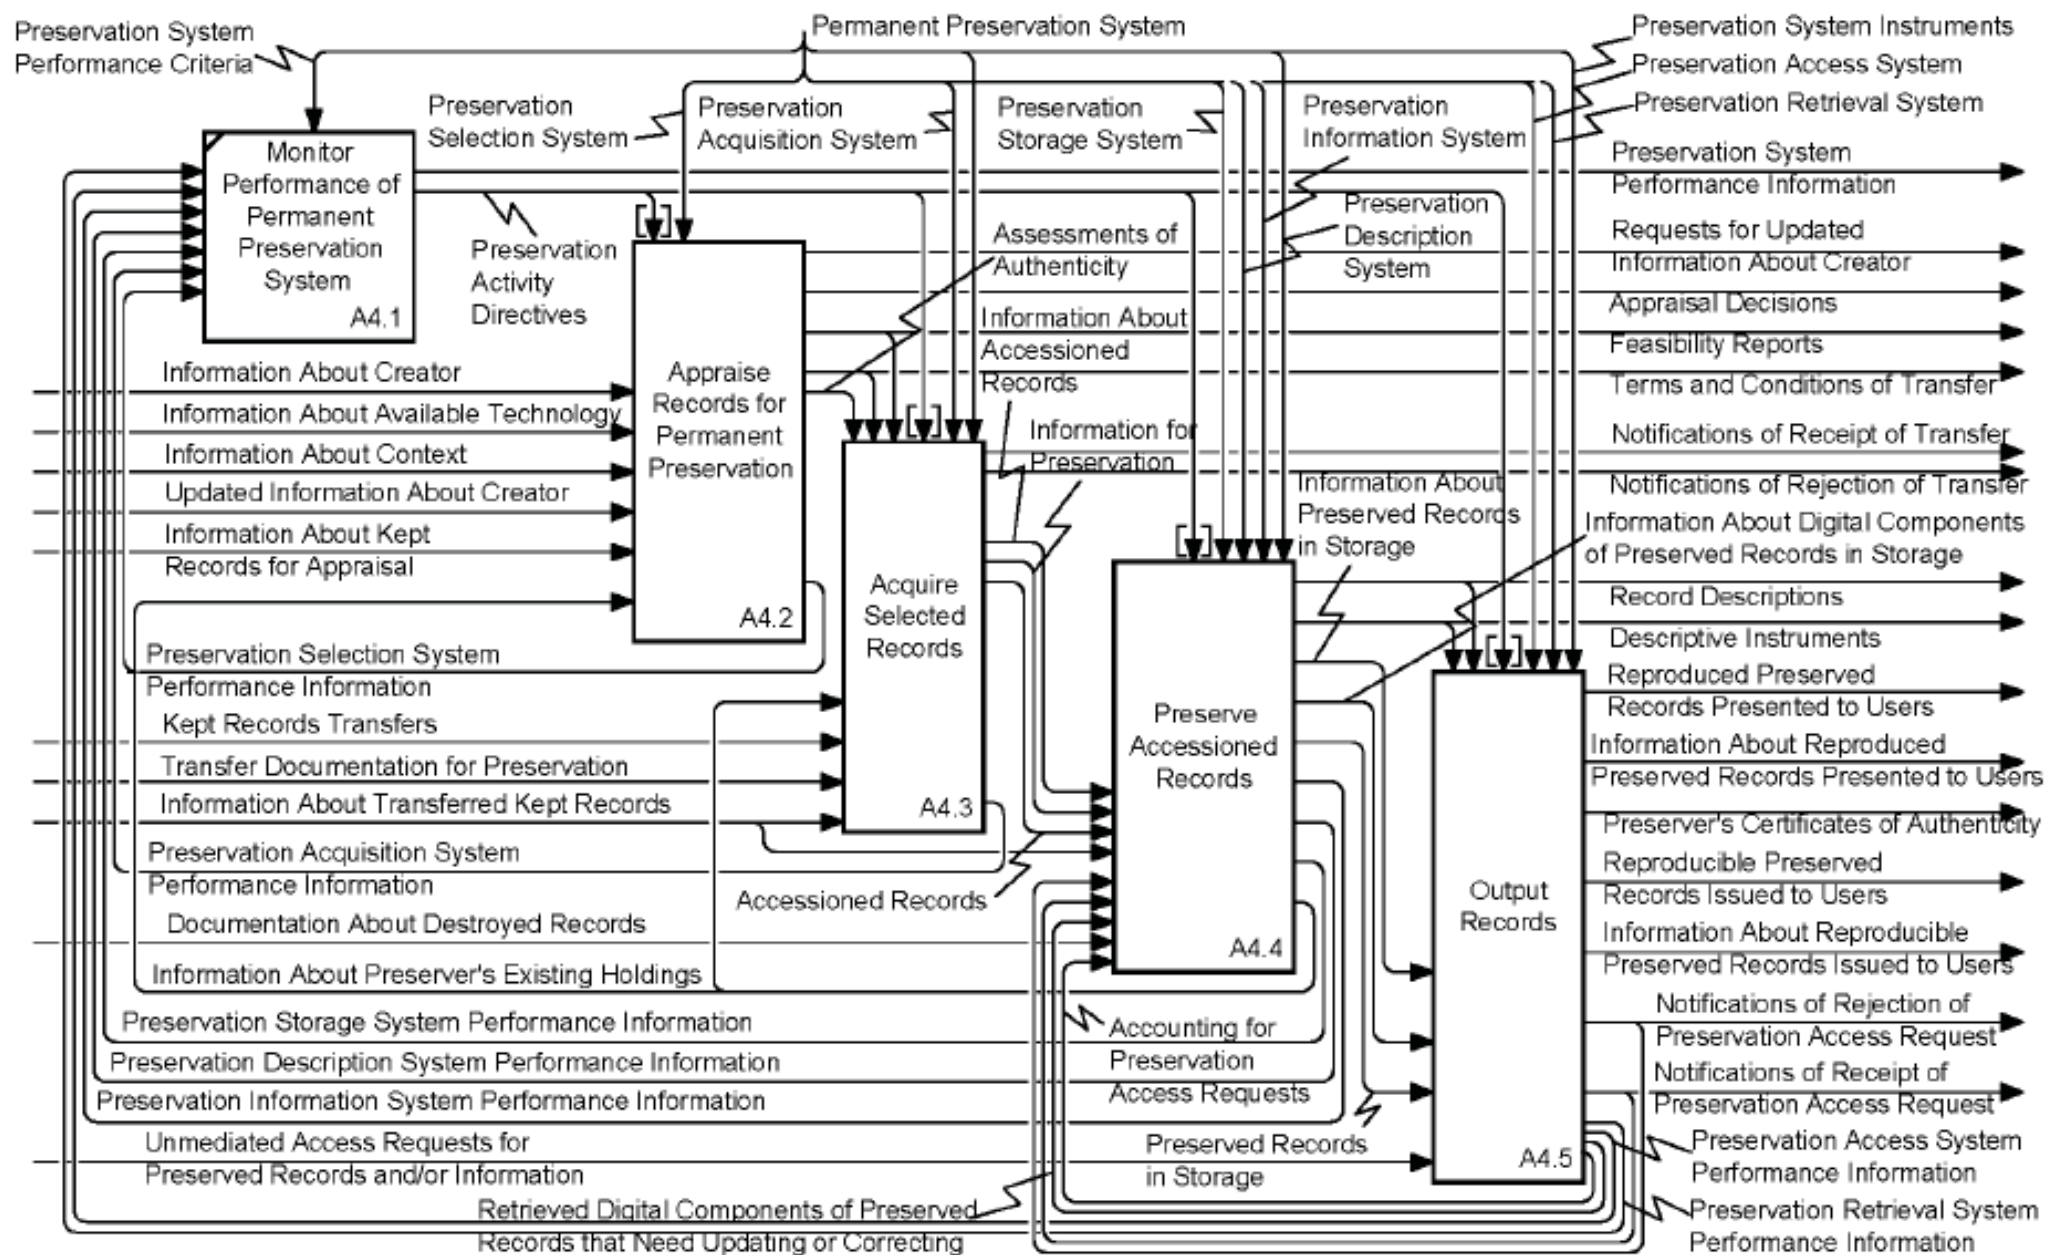 Preservation System
Performance Criteria
Permanent Preservation System
Preservation System Instruments
Preservation Access System
Preservation Retrieval System
Preservation
Selection System
Preservation
Acquisition System
Preservation
Storage System
Preservation
Information System
Preservation
Description
System
Monitor
Performance of
Permanent
Preservation
System
A4.1
Preservation
Activity
Directives
Assessments of
Authenticity
Information About
Accessioned
Records
Information for
Preservation
Preservation System
Performance Information
Requests for Updated
Information About Creator
Appraisal Decisions
Feasibility Reports
Terms and Conditions of Transfer
Notifications of Receipt of Transfer
Notifications of Rejection of Transfer
Information About Creator
Information About Available Technology
Information About Context
Updated Information About Creator
Information About Kept
Records for Appraisal
Appraise
Records for
Permanent
Preservation
A4.2
Information About
Preserved Records
in Storage
Information About Digital Components
of Preserved Records in Storage
Record Descriptions
Descriptive Instruments
Acquire
Selected
Records
A4.3
Preservation Selection System
Performance Information
Kept Records Transfers
Transfer Documentation for Preservation
Information About Transferred Kept Records
Preservation Acquisition System
Performance Information
Accessioned Records
Documentation About Destroyed Records
Information About Preserver's Existing Holdings
Preserve
Accessioned
Records
A4.4
Reproduced Preserved
Records Presented to Users
Information About Reproduced
Preserved Records Presented to Users
Preserver's Certificates of Authenticity
Reproducible Preserved
Records Issued to Users
Information About Reproducible
Preserved Records Issued to Users
Notifications of Rejection of
Preservation Access Request
Notifications of Receipt of
Preservation Access Request
Output
Records
A4.5
Preservation Storage System Performance Information
Preservation Description System Performance Information
Preservation Information System Performance Information
Accounting for
Preservation
Access Requests
Unmediated Access Requests for
Preserved Records and/or Information
Preserved Records
in Storage
Preservation Access System
Performance Information
Retrieved Digital Components of Preserved
Records that Need Updating or Correcting
Preservation Retrieval System
Performance Information